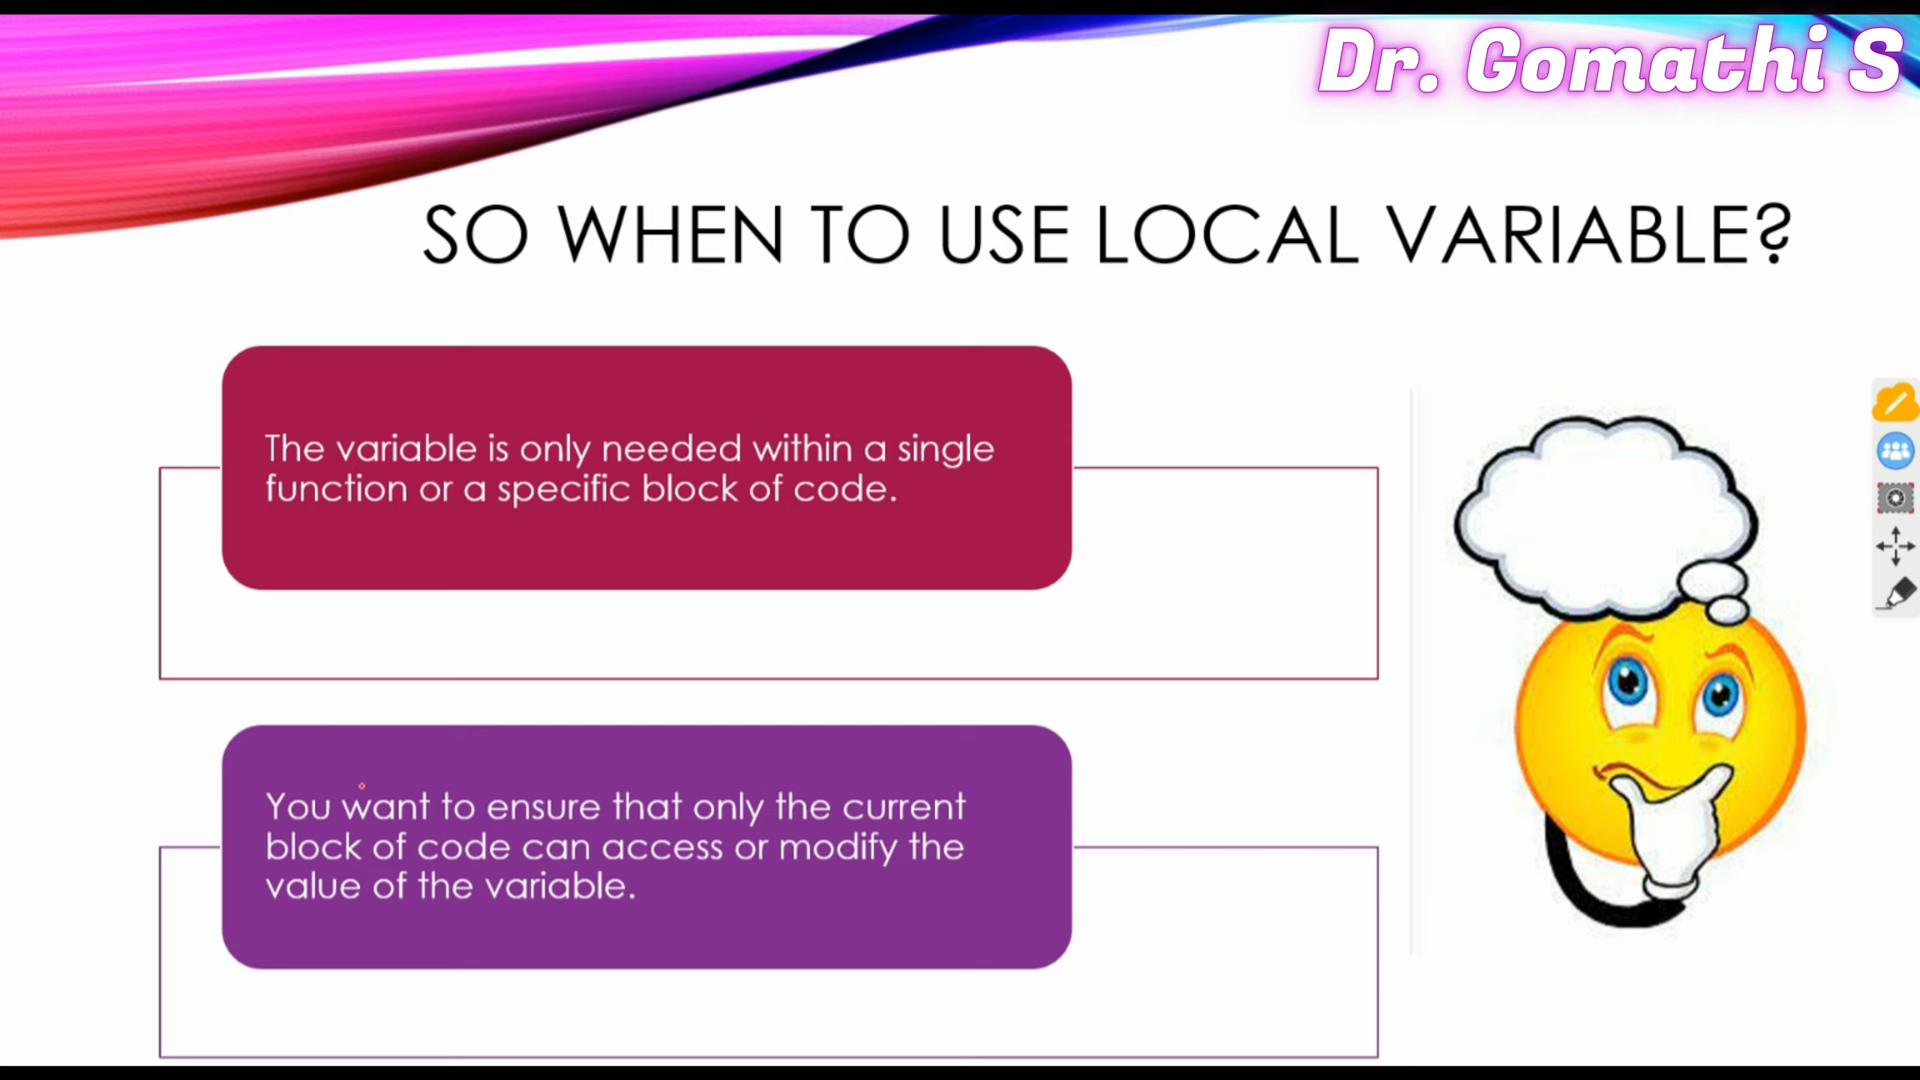 Dr. Gomathi S
SO WHEN TO USE LOCAL VARIABLE?
The variable is only needed within a single
function or a specific block of code.
You want to ensure that only the current
block of code can access or modify the
value of the variable.